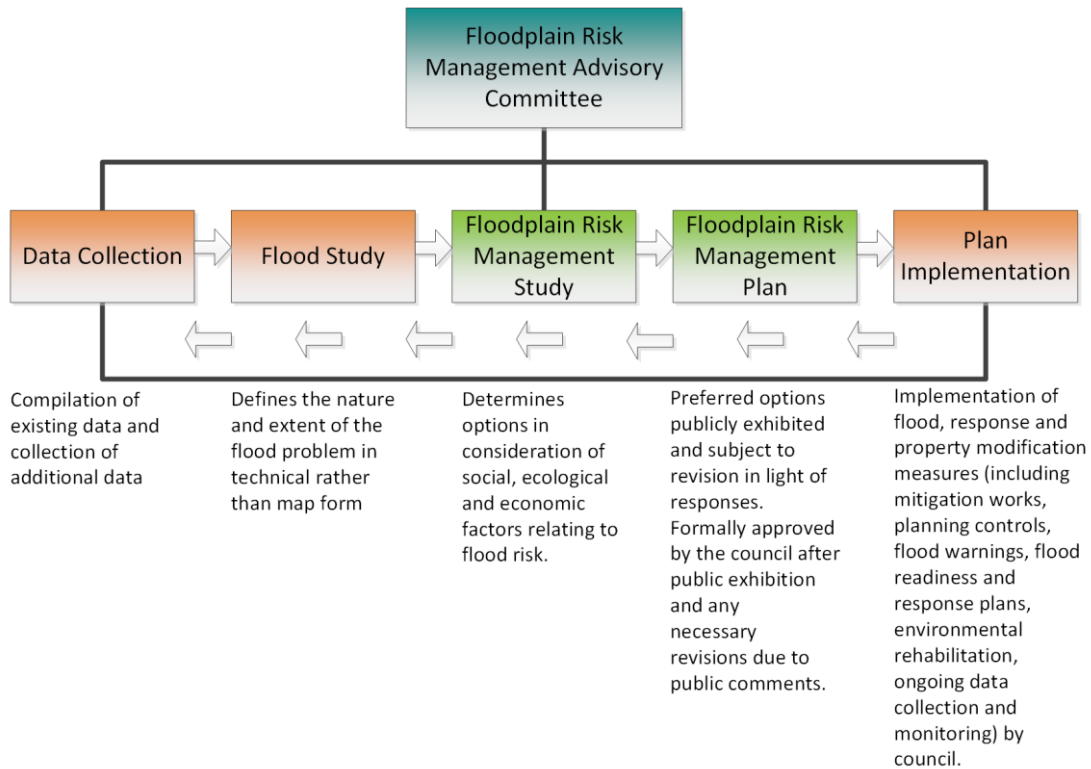 Floodplain Risk
Management Advisory
Committee
Data Collection
Flood Study
Floodplain Risk
Management
Study
Floodplain Risk
Management
Plan
Plan
Implementation
Compilation of
existing data and
collection of
additional data
Defines the nature
and extent of the
flood problem in
technical rather
than map form
Determines
options in
consideration of
social, ecological
and economic
factors relating to
flood risk.
Preferred options
publicly exhibited
and subject to
revision in light of
responses.
Formally approved
by the council after
public exhibition
and any
necessary
revisions due to
public comments.
Implementation of
flood, response and
property modification
measures (including
mitigation works,
planning controls,
flood warnings, flood
readiness and
response plans,
environmental
rehabilitation,
ongoing data
collection and
monitoring) by
council.